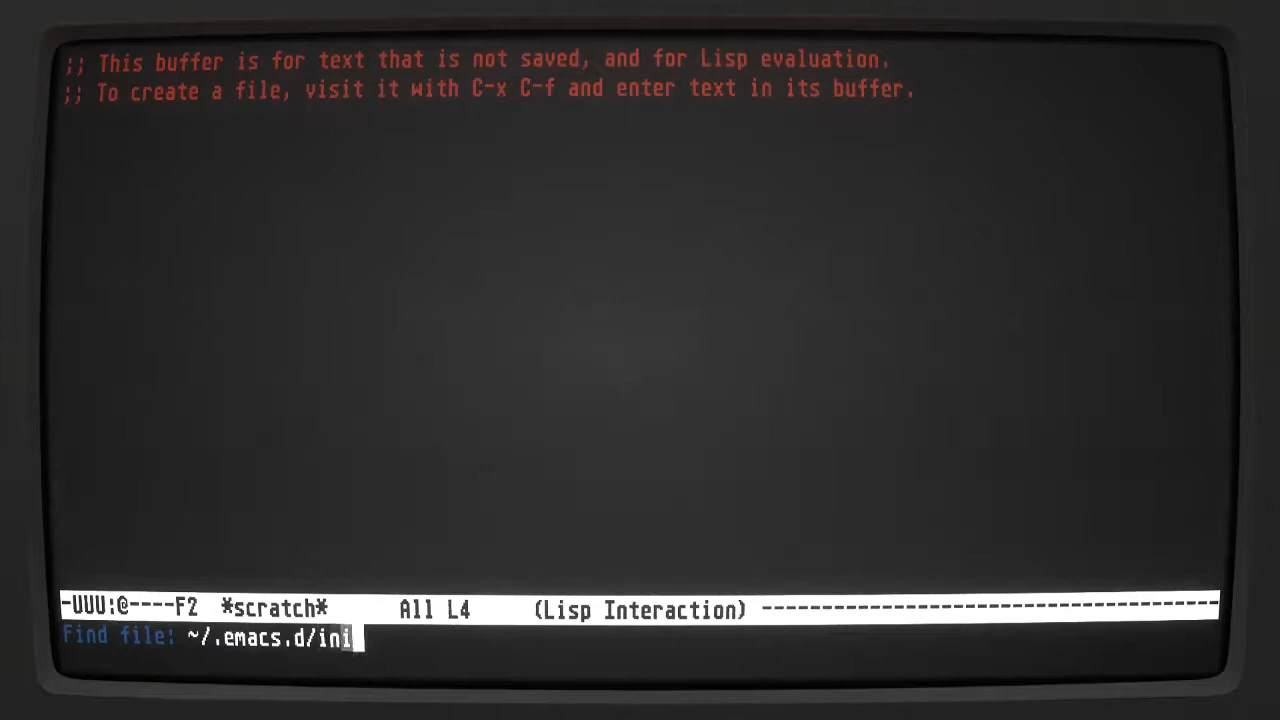 ;; This buffer is for text that is not saved, and for Lisp evaluation.
;; To create a file, visit it with C-x C-f and enter text in its buffer.
-UUU:@----F2  *scratch*      All L4      (Lisp Interaction) ---------------------------------------
Find file: ~/.emacs.d/ini